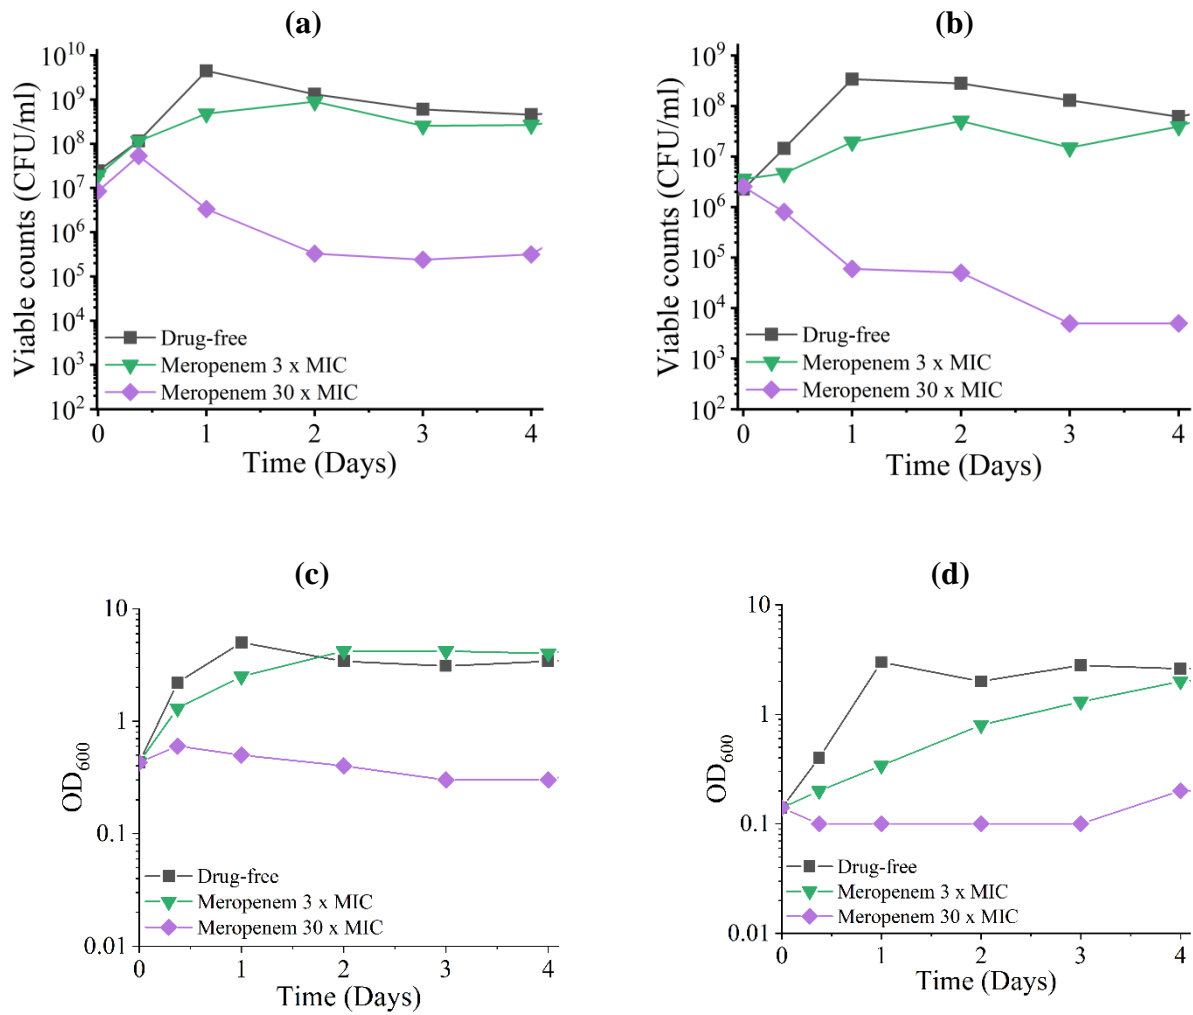 (a)
Viable counts (CFU/ml)
10^10
10^9
10^8
10^7
10^6
10^5
10^4
10^3
10^2
Drug-free
Meropenem 3 x MIC
Meropenem 30 x MIC
0 1 2 3 4
Time (Days)
(b)
Viable counts (CFU/ml)
10^9
10^8
10^7
10^6
10^5
10^4
10^3
10^2
Drug-free
Meropenem 3 x MIC
Meropenem 30 x MIC
0 1 2 3 4
Time (Days)
(c)
OD600
10
1
0.1
0.01
Drug-free
Meropenem 3 x MIC
Meropenem 30 x MIC
0 1 2 3 4
Time (Days)
(d)
OD600
10
1
0.1
0.01
Drug-free
Meropenem 3 x MIC
Meropenem 30 x MIC
0 1 2 3 4
Time (Days)